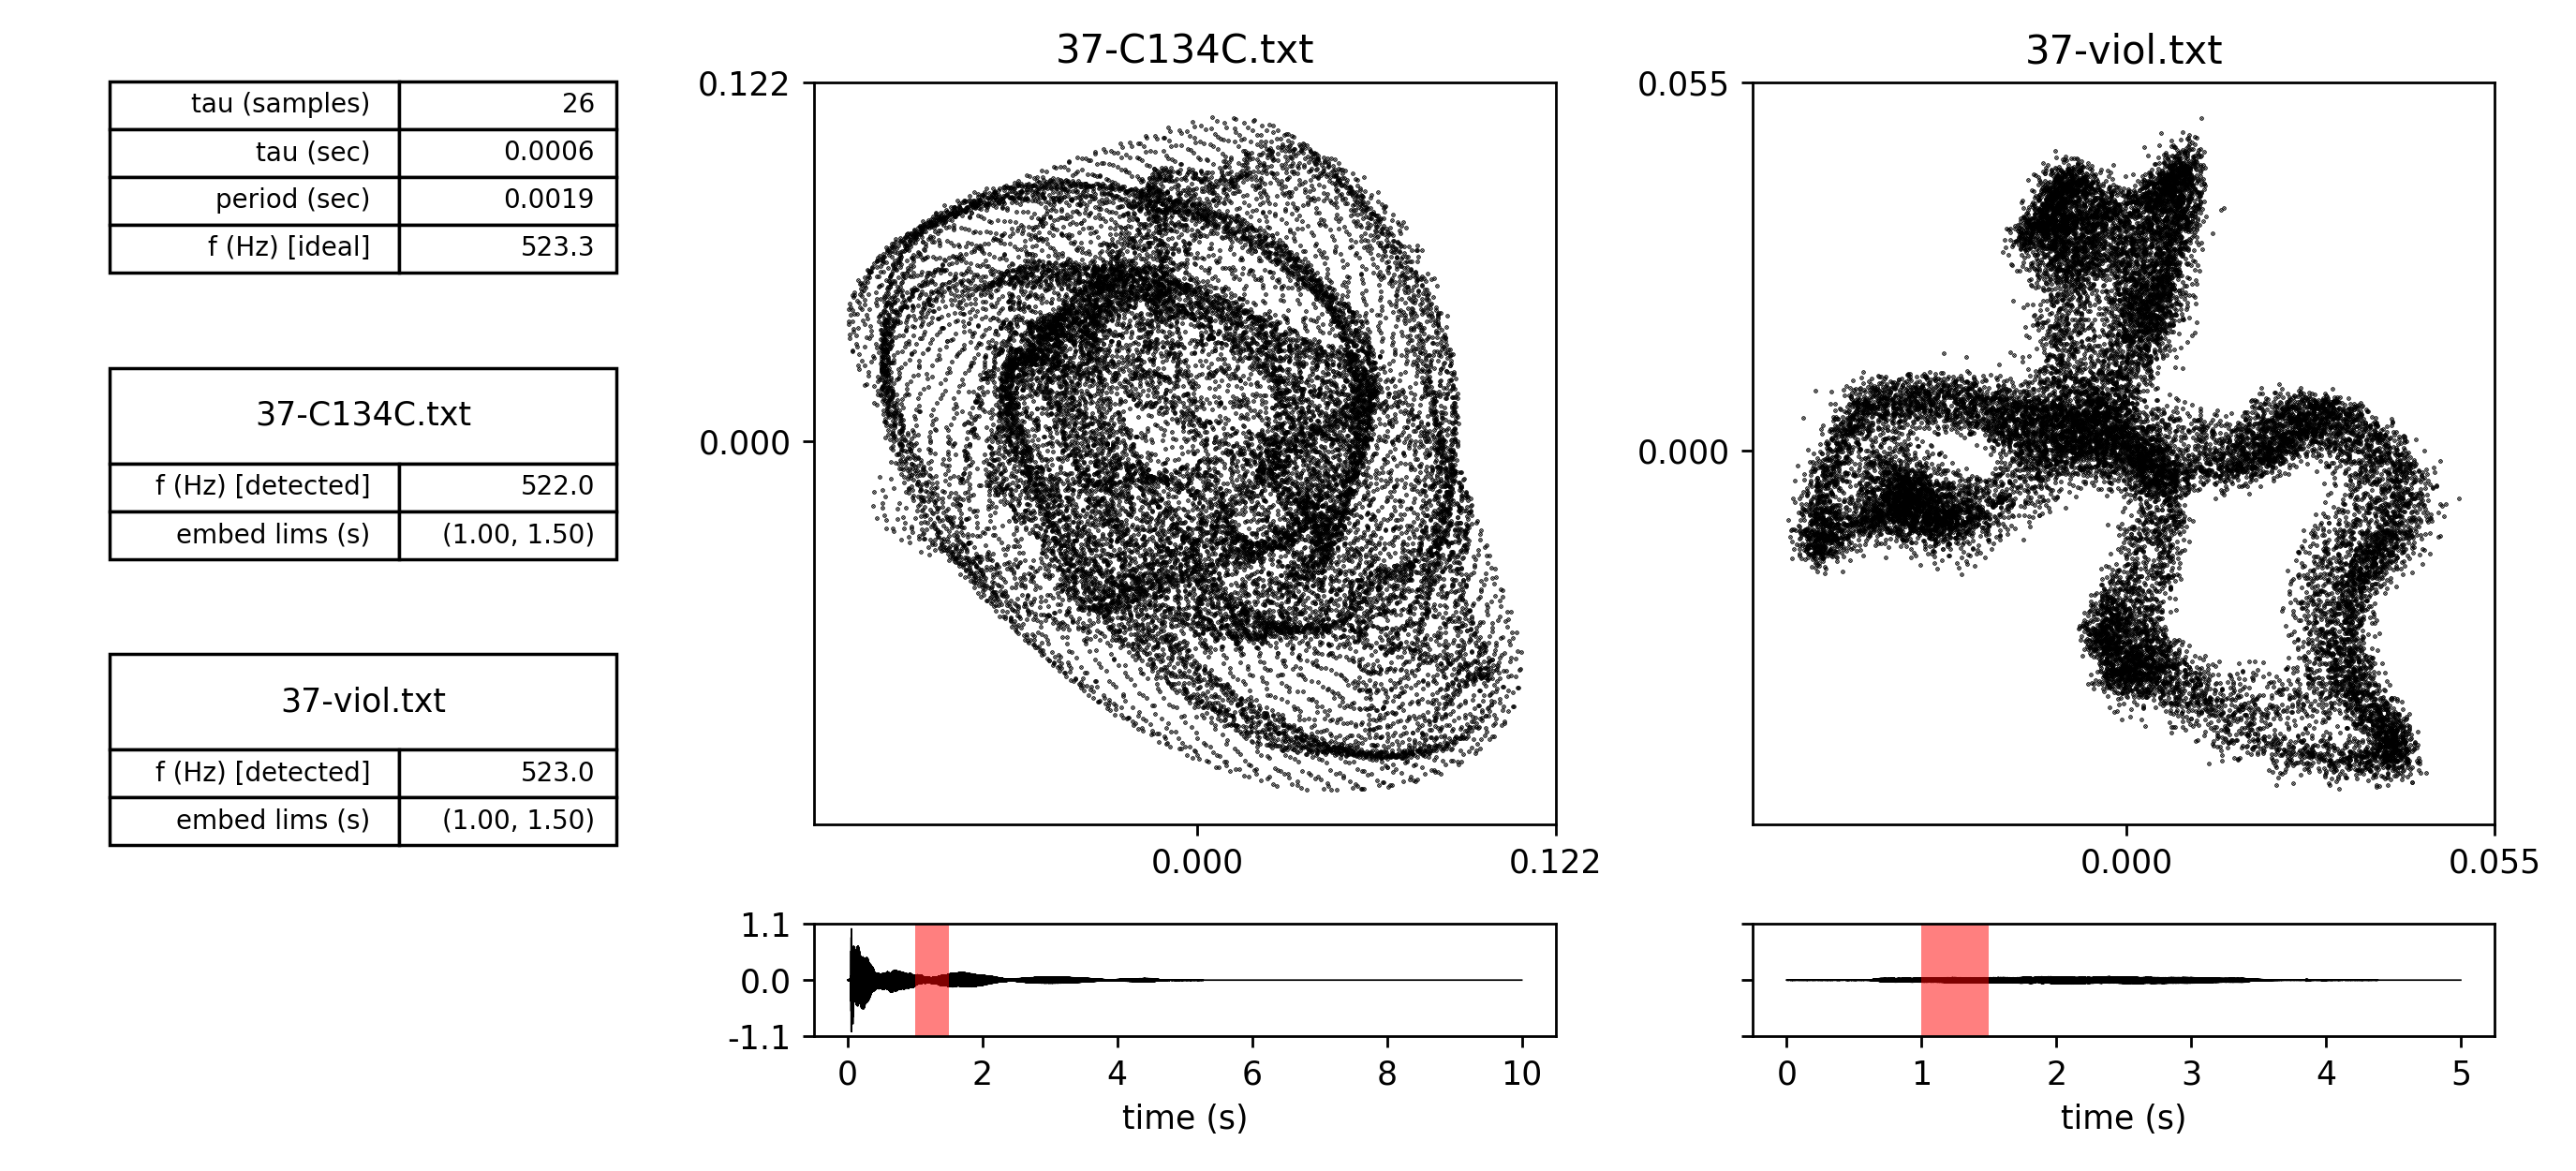 tau (samples) 26
tau (sec) 0.0006
period (sec) 0.0019
f (Hz) [ideal] 523.3
37-C134C.txt
f (Hz) [detected] 522.0
embed lims (s) (1.00, 1.50)
37-viol.txt
f (Hz) [detected] 523.0
embed lims (s) (1.00, 1.50)
37-C134C.txt
0.122
0.000
0.000 0.122
1.1
0.0
-1.1
0 2 4 6 8 10
time (s)
37-viol.txt
0.055
0.000
0.000 0.055
0 1 2 3 4 5
time (s)